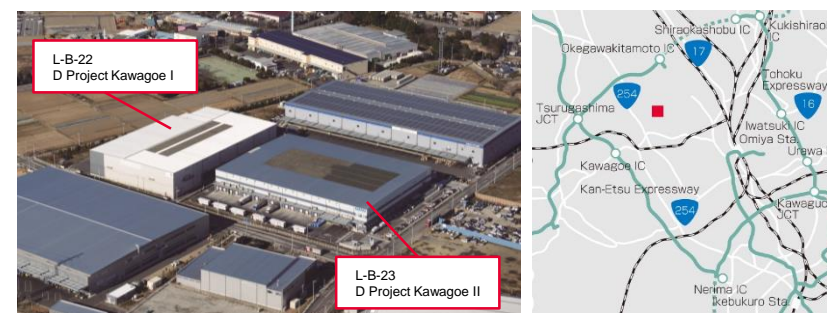 L-B-22
D Project Kawagoe I
L-B-23
D Project Kawagoe II
Shiraokashobu IC
Kukishirao
IC
Okegawakitamoto IC
17
254
Tohoku
Expressway
16
Tsurugashima
JCT
Iwatsuki IC
Omiya Sta.
Urawa
Kawagoe IC
Kan-Etsu Expressway
254
Kawaguc
JCT
Nerima IC
Ikebukuro Sta.